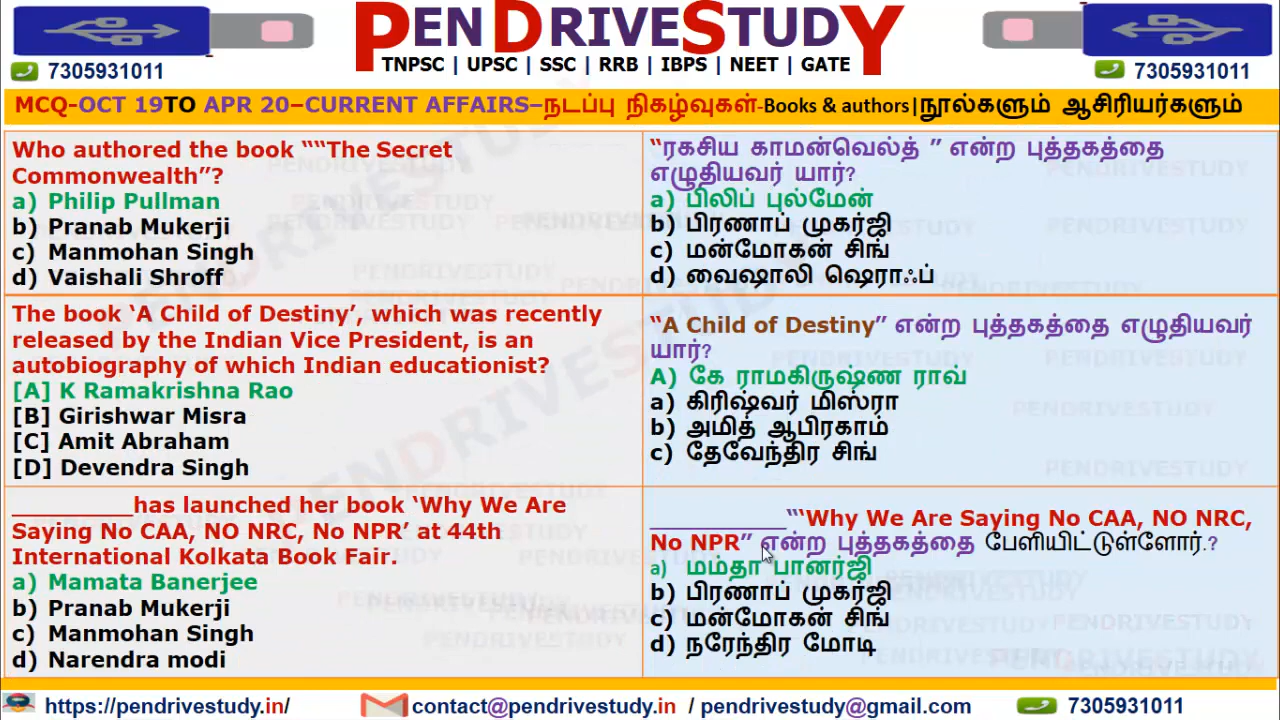 PENDRIVESTUDY
TNPSC | UPSC | SSC | RRB | IBPS | NEET | GATE
7305931011
7305931011
MCQ-OCT 19TO APR 20–CURRENT AFFAIRS–நடப்பு நிகழ்வுகள்-Books & authors|நூல்களும் ஆசிரியர்களும்
Who authored the book ““The Secret
Commonwealth”?
a) Philip Pullman
b) Pranab Mukerji
c) Manmohan Singh
d) Vaishali Shroff
“ரகசிய காமன்வெல்த் ” என்ற புத்தகத்தை
எழுதியவர் யார்?
a) பிலிப் புல்மேன்
b) பிரணாப் முகர்ஜி
c) மன்மோகன் சிங்
d) வைஷாலி ஷெராஃப்
The book ‘A Child of Destiny’, which was recently
released by the Indian Vice President, is an
autobiography of which Indian educationist?
[A] K Ramakrishna Rao
[B] Girishwar Misra
[C] Amit Abraham
[D] Devendra Singh
“A Child of Destiny” என்ற புத்தகத்தை எழுதியவர்
யார்?
A) கே ராமகிருஷ்ண ராவ்
a) கிரிஷ்வர் மிஸ்ரா
b) அமித் ஆபிரகாம்
c) தேவேந்திர சிங்
__________has launched her book ‘Why We Are
Saying No CAA, NO NRC, No NPR’ at 44th
International Kolkata Book Fair.
a) Mamata Banerjee
b) Pranab Mukerji
c) Manmohan Singh
d) Narendra modi
___________“‘Why We Are Saying No CAA, NO NRC,
No NPR” என்ற புத்தகத்தை பேளியிட்டுள்ளோர்.?
a) மம்தா பானர்ஜி
b) பிரணாப் முகர்ஜி
c) மன்மோகன் சிங்
d) நரேந்திர மோடி
https://pendrivestudy.in/
contact@pendrivestudy.in / pendrivestudy@gmail.com
7305931011